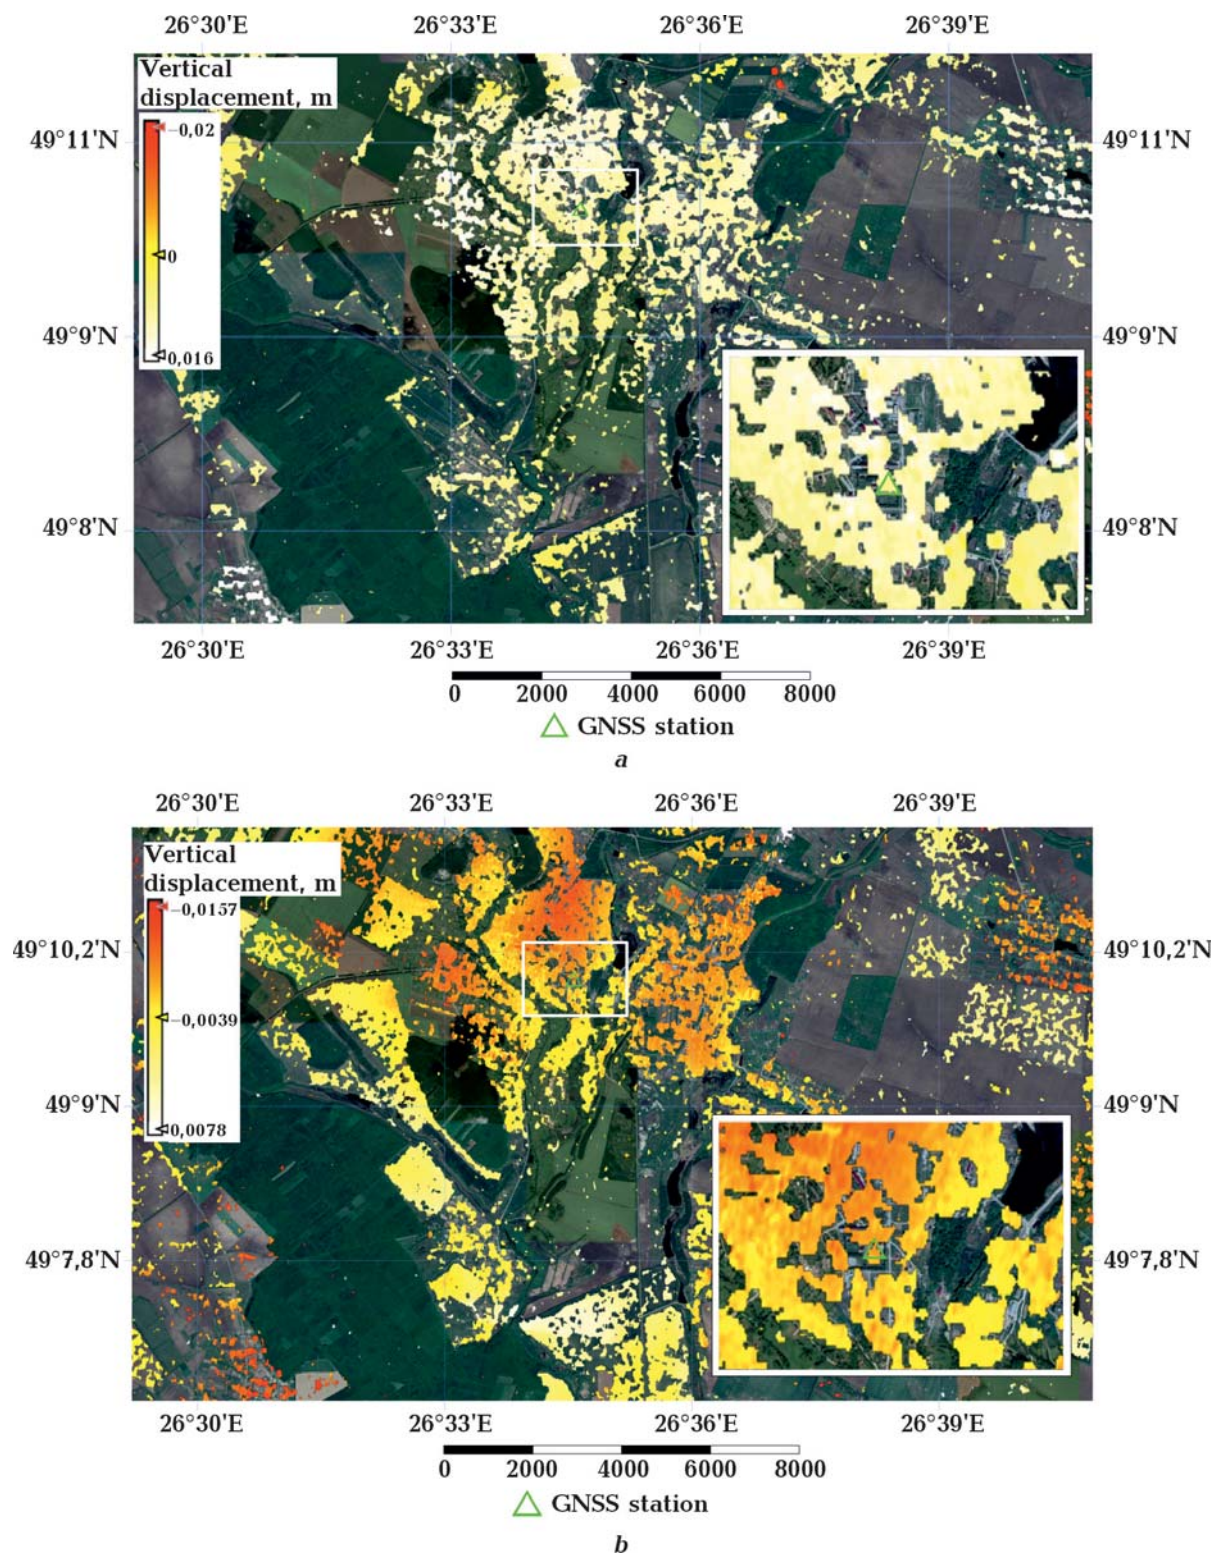 26°30'E 26°33'E 26°36'E 26°39'E
Vertical
displacement, m
−0,02
49°11'N 49°11'N
0
49°9'N 49°9'N
0,016
49°8'N 49°8'N
26°30'E 26°33'E 26°36'E 26°39'E
0 2000 4000 6000 8000
GNSS station
a
26°30'E 26°33'E 26°36'E 26°39'E
Vertical
displacement, m
−0,0157
49°10,2'N 49°10,2'N
−0,0039
49°9'N 49°9'N
0,0078
49°7,8'N 49°7,8'N
26°30'E 26°33'E 26°36'E 26°39'E
0 2000 4000 6000 8000
GNSS station
b